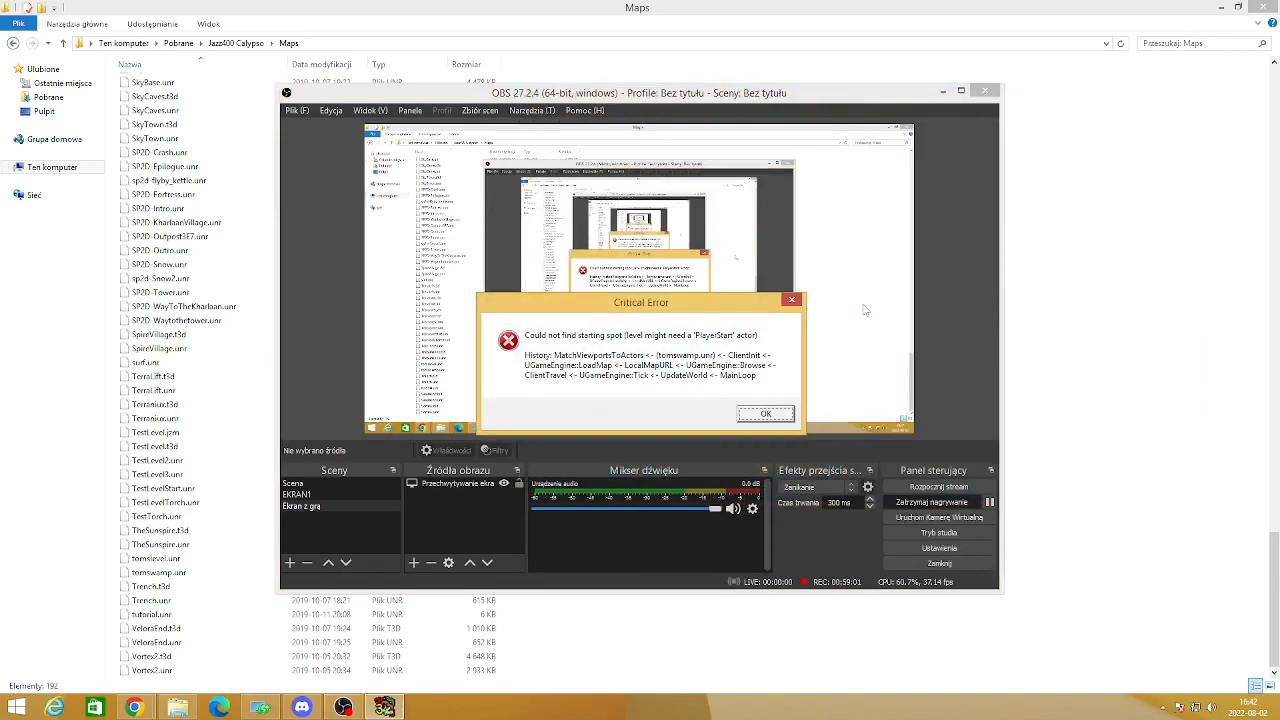 Maps
Plik
Narzędzia główne
Udostępnianie
Widok
Ten komputer
Pobrane
Jazz400 Calypso
Maps
Przeszukaj: Maps
Ulubione
Ostatnie miejsca
Pobrane
Pulpit
Grupa domowa
Ten komputer
Sieć
Nazwa
Data modyfikacji
Typ
Rozmiar
SkyBase.unr
SkyCaves.t3d
SkyCaves.unr
SkyTown.t3d
SkyTown.unr
SP2D-Crash.unr
SP2D-Epilogue.unr
sp2d-flyby_kettle.unr
SP2D-Fortress.unr
SP2D-Intro.unr
SP2D-KharlaanVillage.unr
SP2D-Outpost3E7.unr
SP2D-Outro.unr
SP2D-Snow.unr
sp2d-Snow2.unr
SP2D-Tower.unr
SP2D-WayToTheKharlaan.unr
SP2D-Waytothetower.unr
SpireVillage.t3d
SpireVillage.unr
surf.unr
TerraLift.t3d
TerraLift.unr
Terraniux.t3d
Terraniux.unr
TestLevel.jzm
TestLevel.t3d
TestLevel2.unr
TestLevel3.unr
TestLevelStart.unr
TestTorch.unr
TheSunspire.t3d
TheSunspire.unr
tomslevel.unr
tomswamp.unr
Trench.t3d
Trench.unr 2019-10-07 18:21 Plik UNR 615 KB
tutorial.unr 2019-10-11 20:08 Plik UNR 6 KB
VeloraEnd.t3d 2019-10-07 19:24 Plik T3D 1 010 KB
VeloraEnd.unr 2019-10-07 19:25 Plik UNR 652 KB
Vortex2.t3d 2019-10-05 20:32 Plik T3D 4 668 KB
Vortex2.unr 2019-10-05 20:34 Plik UNR 2 933 KB
Elementy: 192
OBS 27.2.4 (64-bit, windows) - Profile: Bez tytułu - Sceny: Bez tytułu
Plik (F)
Edycja
Widok (V)
Panele
Profil
Zbiór scen
Narzędzia (T)
Pomoc (H)
Critical Error
Could not find starting spot (level might need a 'PlayerStart' actor)
History: MatchViewportsToActors <- (tomswamp.unr) <- ClientInit <-
UGameEngine::LoadMap <- LocalMapURL <- UGameEngine::Browse <-
ClientTravel <- UGameEngine::Tick <- UpdateWorld <- MainLoop
OK
Nie wybrano źródła
Właściwości
Filtry
Sceny
Scena
EKRAN1
Ekran z grą
Źródła obrazu
Przechwytywanie ekra
Mikser dźwięku
Urządzenie audio
0.0 dB
Efekty przejścia s...
Zanikanie
Czas trwania
300 ms
Panel sterujący
Rozpocznij stream
Zatrzymaj nagrywanie
Uruchom Kamerę Wirtualną
Tryb studia
Ustawienia
Zamknij
LIVE: 00:00:00
REC: 00:59:01
CPU: 60.7%, 37.14 fps
16:42
2022-08-02